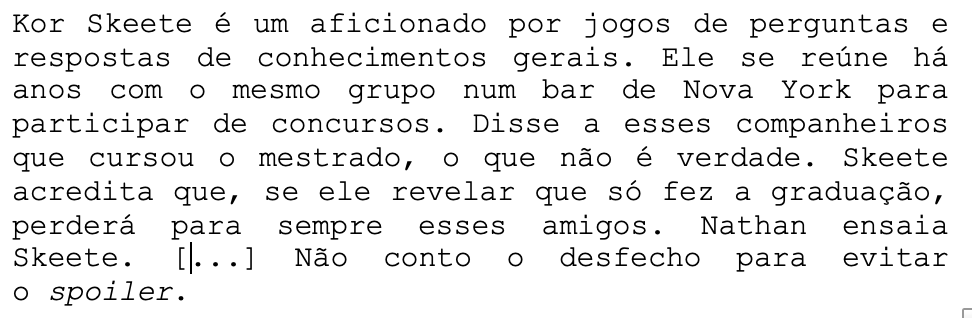 Kor Skeete é um aficionado por jogos de perguntas e
respostas de conhecimentos gerais. Ele se reúne há
anos com o mesmo grupo num bar de Nova York para
participar de concursos. Disse a esses companheiros
que cursou o mestrado, o que não é verdade. Skeete
acredita que, se ele revelar que só fez a graduação,
perderá para sempre esses amigos. Nathan ensaia
Skeete. [...] Não conto o desfecho para evitar
o spoiler.